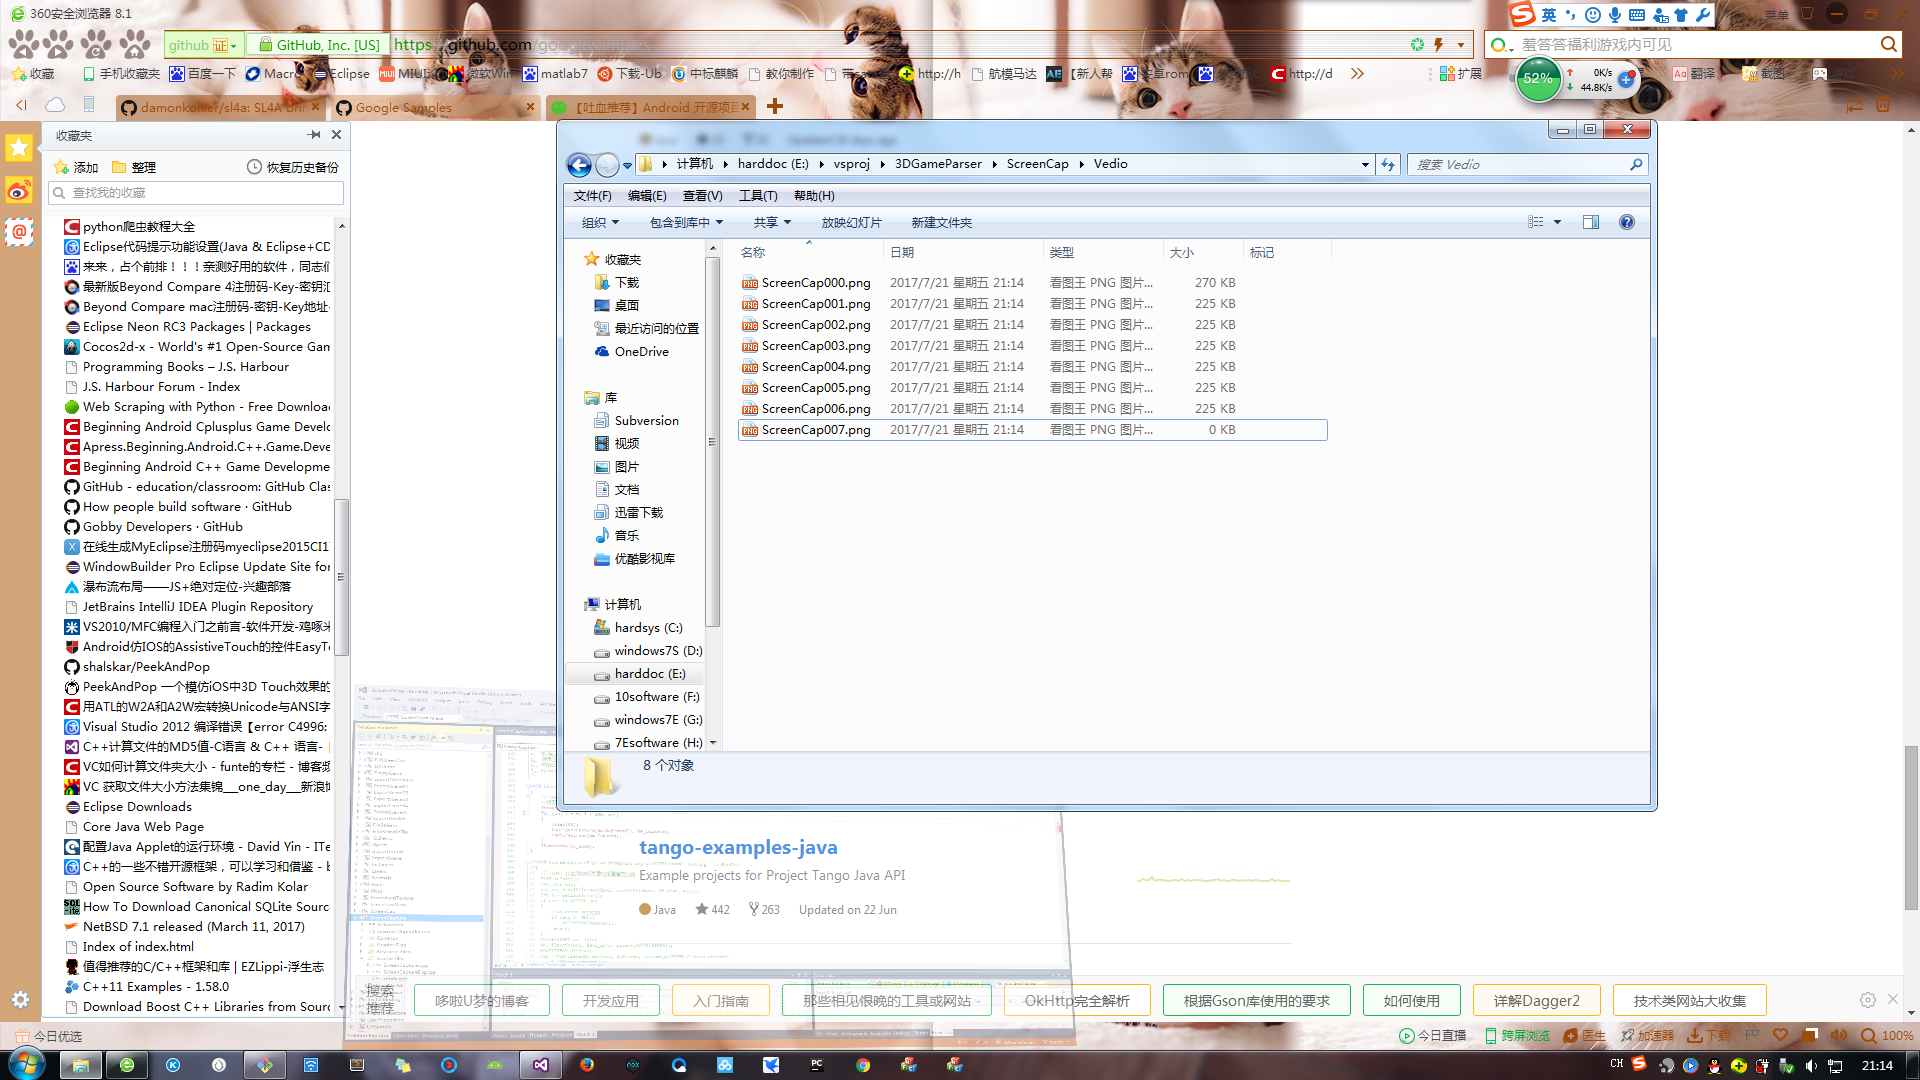 360安全浏览器 8.1
英
菜单
github 证
GitHub, Inc. [US]
https://github.com/googlesamples
羞答答福利游戏内可见
收藏
手机收藏夹
百度一下
Macro
Eclipse
MIUI
微软Win
matlab7
下载-Ub
中标麒麟
教你制作
http://h
航模马达
【新人帮
安卓rom
http://d
扩展
52%
0K/s
44.8K/s
翻译
截图
damonkohler/sl4a: SL4A brin
Google Samples
【吐血推荐】Android 开源项目
收藏夹
添加
整理
恢复历史备份
查找我的收藏
python爬虫教程大全
Eclipse代码提示功能设置(Java & Eclipse+CD
来来，占个前排！！！亲测好用的软件，同志们
最新版Beyond Compare 4注册码-Key-密钥汇
Beyond Compare mac注册码-密钥-Key地址-
Eclipse Neon RC3 Packages | Packages
Cocos2d-x - World's #1 Open-Source Gam
Programming Books – J.S. Harbour
J.S. Harbour Forum - Index
Web Scraping with Python - Free Downloa
Beginning Android Cplusplus Game Develo
Apress.Beginning.Android.C++.Game.Deve
Beginning Android C++ Game Developme
GitHub - education/classroom: GitHub Clas
How people build software · GitHub
Gobby Developers · GitHub
在线生成MyEclipse注册码myeclipse2015CI1
WindowBuilder Pro Eclipse Update Site for
瀑布流布局——JS+绝对定位-兴趣部落
JetBrains IntelliJ IDEA Plugin Repository
VS2010/MFC编程入门之前言-软件开发-鸡啄米
Android仿IOS的AssistiveTouch的控件EasyTo
shalskar/PeekAndPop
PeekAndPop 一个模仿iOS中3D Touch效果的
用ATL的W2A和A2W宏转换Unicode与ANSI字
Visual Studio 2012 编译错误【error C4996:
C++计算文件的MD5值-C语言 & C++ 语言-
VC如何计算文件夹大小 - funte的专栏 - 博客频
VC 获取文件大小方法集锦__one_day__新浪博
Eclipse Downloads
Core Java Web Page
配置Java Applet的运行环境 - David Yin - ITe
C++的一些不错开源框架，可以学习和借鉴 - b
Open Source Software by Radim Kolar
How To Download Canonical SQLite Sourc
NetBSD 7.1 released (March 11, 2017)
Index of index.html
值得推荐的C/C++框架和库 | EZLippi-浮生志
C++11 Examples - 1.58.0
Download Boost C++ Libraries from Sourc
计算机
harddoc (E:)
vsproj
3DGameParser
ScreenCap
Vedio
搜索 Vedio
文件(F)
编辑(E)
查看(V)
工具(T)
帮助(H)
组织
包含到库中
共享
放映幻灯片
新建文件夹
收藏夹
下载
桌面
最近访问的位置
OneDrive
库
Subversion
视频
图片
文档
迅雷下载
音乐
优酷影视库
计算机
hardsys (C:)
windows7S (D:)
harddoc (E:)
10software (F:)
windows7E (G:)
7Esoftware (H:)
名称 日期 类型 大小 标记
ScreenCap000.png 2017/7/21 星期五 21:14 看图王 PNG 图片... 270 KB
ScreenCap001.png 2017/7/21 星期五 21:14 看图王 PNG 图片... 225 KB
ScreenCap002.png 2017/7/21 星期五 21:14 看图王 PNG 图片... 225 KB
ScreenCap003.png 2017/7/21 星期五 21:14 看图王 PNG 图片... 225 KB
ScreenCap004.png 2017/7/21 星期五 21:14 看图王 PNG 图片... 225 KB
ScreenCap005.png 2017/7/21 星期五 21:14 看图王 PNG 图片... 225 KB
ScreenCap006.png 2017/7/21 星期五 21:14 看图王 PNG 图片... 225 KB
ScreenCap007.png 2017/7/21 星期五 21:14 看图王 PNG 图片... 0 KB
8 个对象
tango-examples-java
Example projects for Project Tango Java API
Java 442 263 Updated on 22 Jun
搜索推荐
哆啦U梦的博客
开发应用
入门指南
那些相见恨晚的工具或网站
OkHttp完全解析
根据Gson库使用的要求
如何使用
详解Dagger2
技术类网站大收集
今日优选
今日直播
跨屏浏览
医生
加速器
下载
100%
CH
21:14